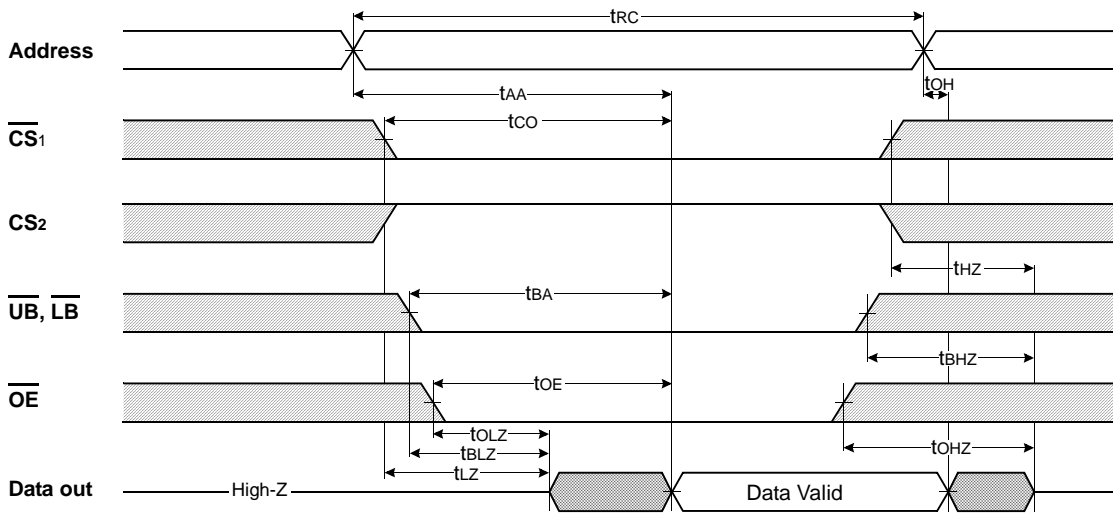 tRC
Address
tOH
tAA
CS1
tCO
CS2
tHZ
UB, LB
tBA
tBHZ
OE
tOE
tOLZ
tOHZ
tBLZ
tLZ
Data out
High-Z
Data Valid